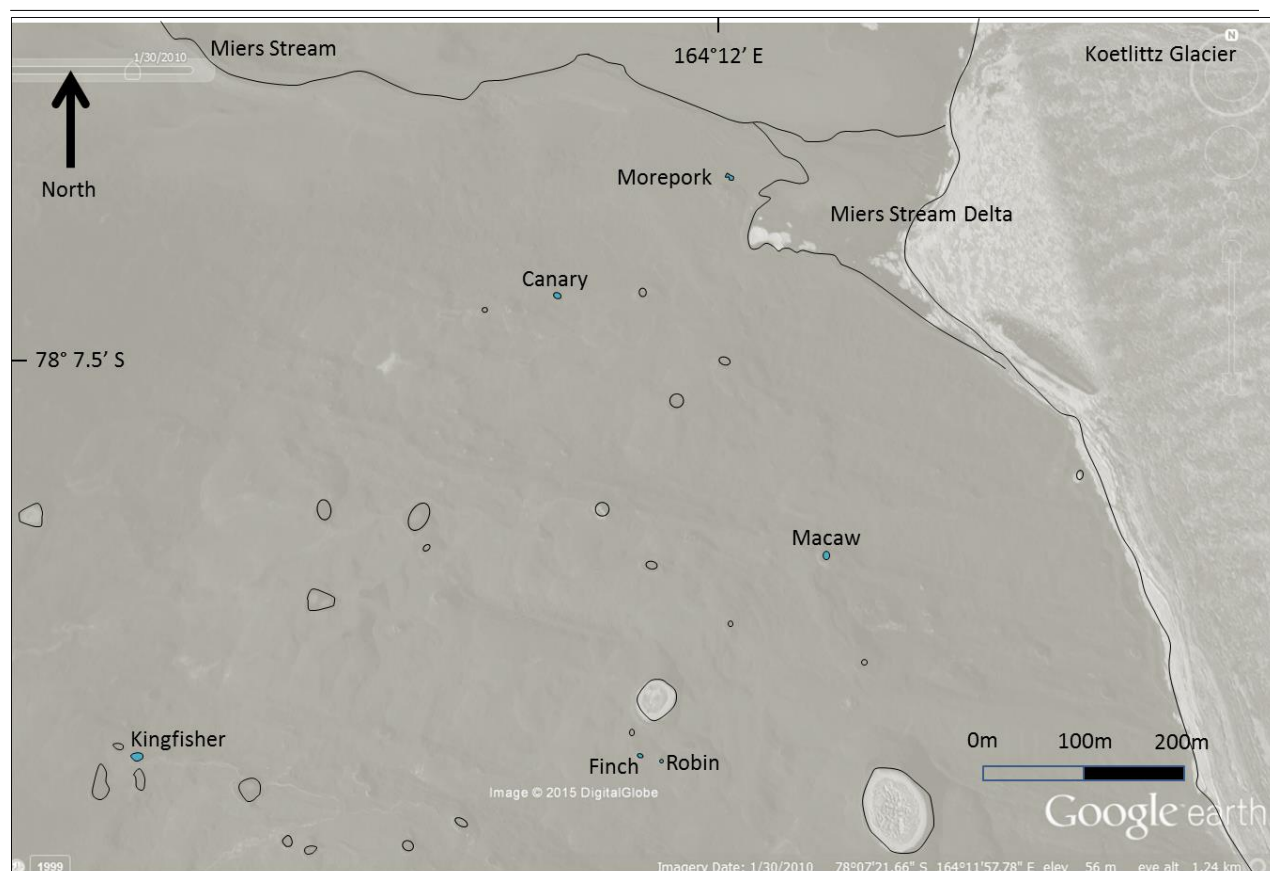 Miers Stream
164°12’ E
Koetlittz Glacier
N
1/30/2010
North
Morepork
Miers Stream Delta
Canary
78° 7.5’ S
Macaw
Kingfisher
Finch
Robin
0m 100m 200m
Image © 2015 DigitalGlobe
Google earth
1999
Imagery Date: 1/30/2010 78°07'21.66" S 164°11'57.78" E elev 56 m eye alt 1.24 km